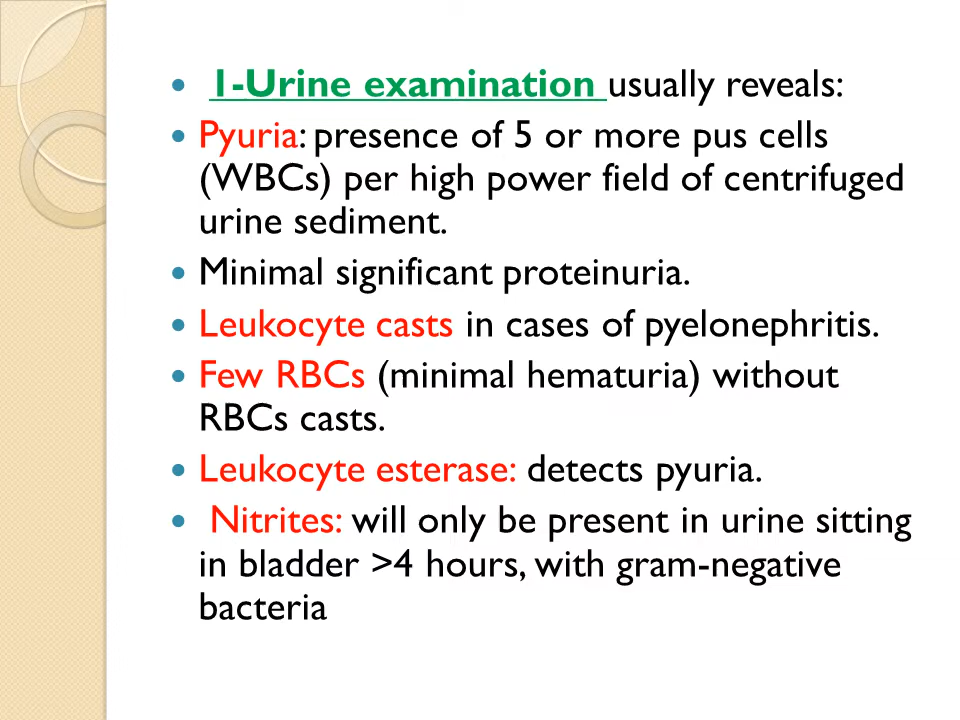 • 1-Urine examination usually reveals:
• Pyuria: presence of 5 or more pus cells
(WBCs) per high power field of centrifuged
urine sediment.
• Minimal significant proteinuria.
• Leukocyte casts in cases of pyelonephritis.
• Few RBCs (minimal hematuria) without
RBCs casts.
• Leukocyte esterase: detects pyuria.
• Nitrites: will only be present in urine sitting
in bladder >4 hours, with gram-negative
bacteria